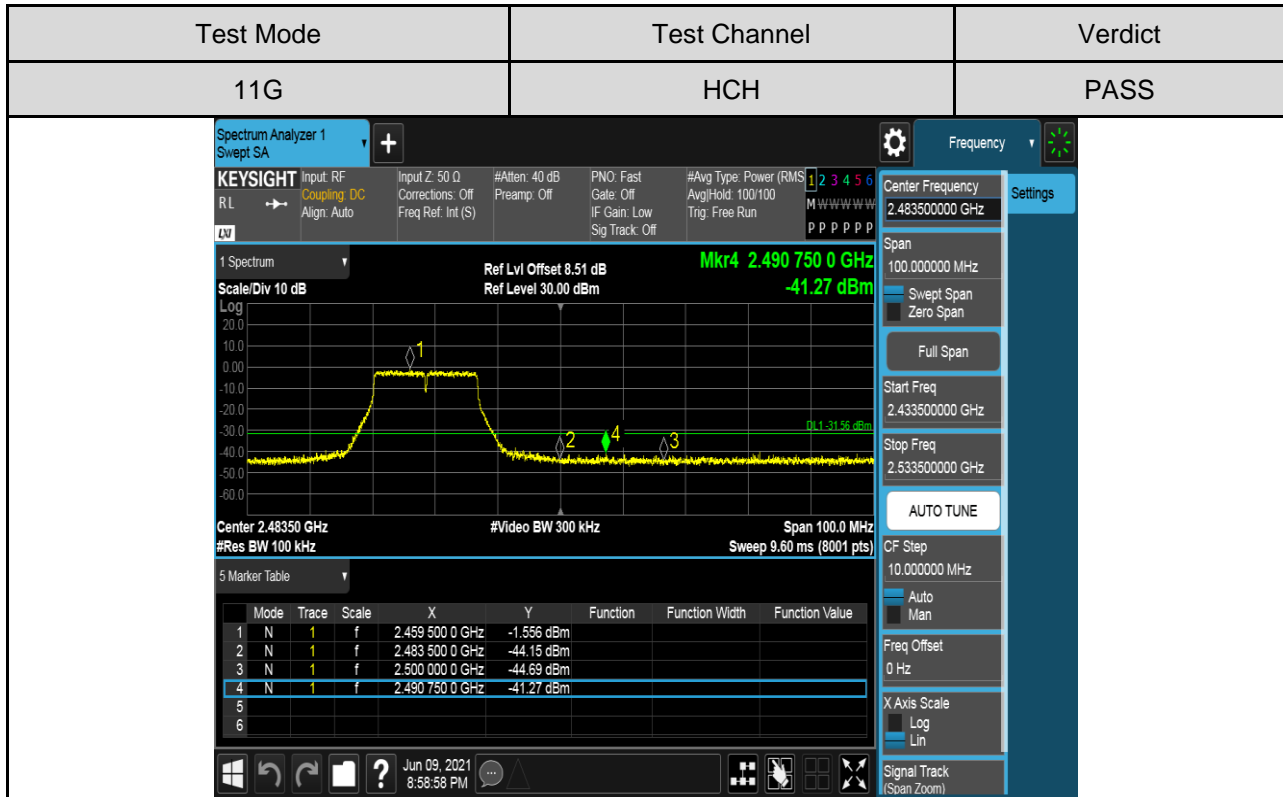 Test Mode Test Channel Verdict
11G HCH PASS
Spectrum Analyzer 1
Swept SA
+
Frequency
KEYSIGHT
RL
LXI
Input: RF
Coupling: DC
Align: Auto
Input Z: 50 Ω
Corrections: Off
Freq Ref: Int (S)
#Atten: 40 dB
Preamp: Off
PNO: Fast
Gate: Off
IF Gain: Low
Sig Track: Off
#Avg Type: Power (RMS
Avg|Hold: 100/100
Trig: Free Run
1 2 3 4 5 6
M W W W W W
P P P P P P
1 Spectrum
Scale/Div 10 dB
Ref Lvl Offset 8.51 dB
Ref Level 30.00 dBm
Mkr4 2.490 750 0 GHz
-41.27 dBm
Log
20.0
10.0
0.00
-10.0
-20.0
-30.0
-40.0
-50.0
-60.0
1
2
4
3
DL1 -31.56 dBm
Center 2.48350 GHz
#Res BW 100 kHz
#Video BW 300 kHz
Span 100.0 MHz
Sweep 9.60 ms (8001 pts)
5 Marker Table
Mode Trace Scale X Y Function Function Width Function Value
1 N 1 f 2.459 500 0 GHz -1.556 dBm
2 N 1 f 2.483 500 0 GHz -44.15 dBm
3 N 1 f 2.500 000 0 GHz -44.69 dBm
4 N 1 f 2.490 750 0 GHz -41.27 dBm
5
6
Jun 09, 2021
8:58:58 PM
?
Center Frequency
2.483500000 GHz
Settings
Span
100.000000 MHz
Swept Span
Zero Span
Full Span
Start Freq
2.433500000 GHz
Stop Freq
2.533500000 GHz
AUTO TUNE
CF Step
10.000000 MHz
Auto
Man
Freq Offset
0 Hz
X Axis Scale
Log
Lin
Signal Track
(Span Zoom)